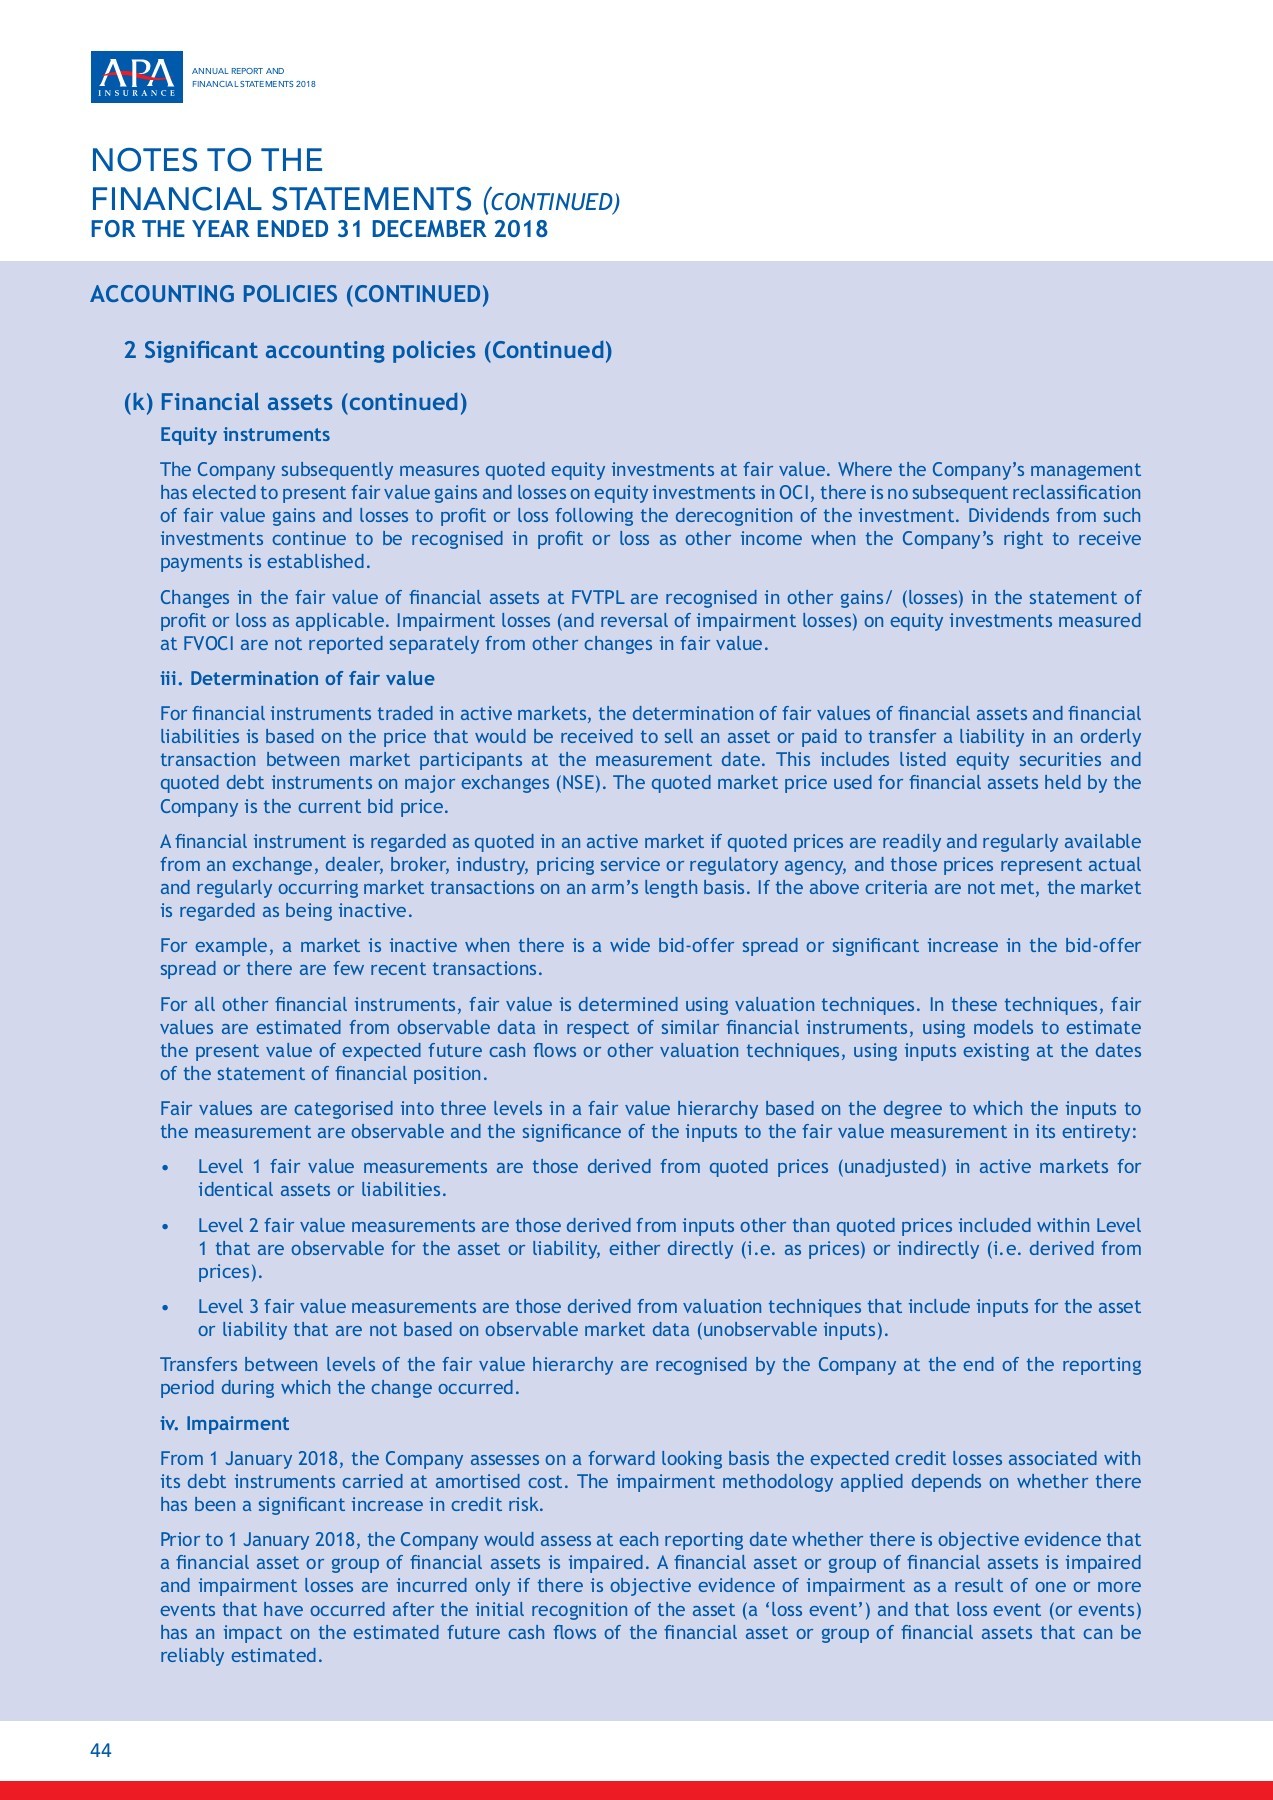 APA
INSURANCE
ANNUAL REPORT AND
FINANCIAL STATEMENTS 2018
NOTES TO THE
FINANCIAL STATEMENTS (CONTINUED)
FOR THE YEAR ENDED 31 DECEMBER 2018
ACCOUNTING POLICIES (CONTINUED)
2 Significant accounting policies (Continued)
(k) Financial assets (continued)
Equity instruments
The Company subsequently measures quoted equity investments at fair value. Where the Company’s management
has elected to present fair value gains and losses on equity investments in OCI, there is no subsequent reclassification
of fair value gains and losses to profit or loss following the derecognition of the investment. Dividends from such
investments continue to be recognised in profit or loss as other income when the Company’s right to receive
payments is established.
Changes in the fair value of financial assets at FVTPL are recognised in other gains/ (losses) in the statement of
profit or loss as applicable. Impairment losses (and reversal of impairment losses) on equity investments measured
at FVOCI are not reported separately from other changes in fair value.
iii. Determination of fair value
For financial instruments traded in active markets, the determination of fair values of financial assets and financial
liabilities is based on the price that would be received to sell an asset or paid to transfer a liability in an orderly
transaction between market participants at the measurement date. This includes listed equity securities and
quoted debt instruments on major exchanges (NSE). The quoted market price used for financial assets held by the
Company is the current bid price.
A financial instrument is regarded as quoted in an active market if quoted prices are readily and regularly available
from an exchange, dealer, broker, industry, pricing service or regulatory agency, and those prices represent actual
and regularly occurring market transactions on an arm’s length basis. If the above criteria are not met, the market
is regarded as being inactive.
For example, a market is inactive when there is a wide bid-offer spread or significant increase in the bid-offer
spread or there are few recent transactions.
For all other financial instruments, fair value is determined using valuation techniques. In these techniques, fair
values are estimated from observable data in respect of similar financial instruments, using models to estimate
the present value of expected future cash flows or other valuation techniques, using inputs existing at the dates
of the statement of financial position.
Fair values are categorised into three levels in a fair value hierarchy based on the degree to which the inputs to
the measurement are observable and the significance of the inputs to the fair value measurement in its entirety:
• Level 1 fair value measurements are those derived from quoted prices (unadjusted) in active markets for
identical assets or liabilities.
• Level 2 fair value measurements are those derived from inputs other than quoted prices included within Level
1 that are observable for the asset or liability, either directly (i.e. as prices) or indirectly (i.e. derived from
prices).
• Level 3 fair value measurements are those derived from valuation techniques that include inputs for the asset
or liability that are not based on observable market data (unobservable inputs).
Transfers between levels of the fair value hierarchy are recognised by the Company at the end of the reporting
period during which the change occurred.
iv. Impairment
From 1 January 2018, the Company assesses on a forward looking basis the expected credit losses associated with
its debt instruments carried at amortised cost. The impairment methodology applied depends on whether there
has been a significant increase in credit risk.
Prior to 1 January 2018, the Company would assess at each reporting date whether there is objective evidence that
a financial asset or group of financial assets is impaired. A financial asset or group of financial assets is impaired
and impairment losses are incurred only if there is objective evidence of impairment as a result of one or more
events that have occurred after the initial recognition of the asset (a ‘loss event’) and that loss event (or events)
has an impact on the estimated future cash flows of the financial asset or group of financial assets that can be
reliably estimated.
44